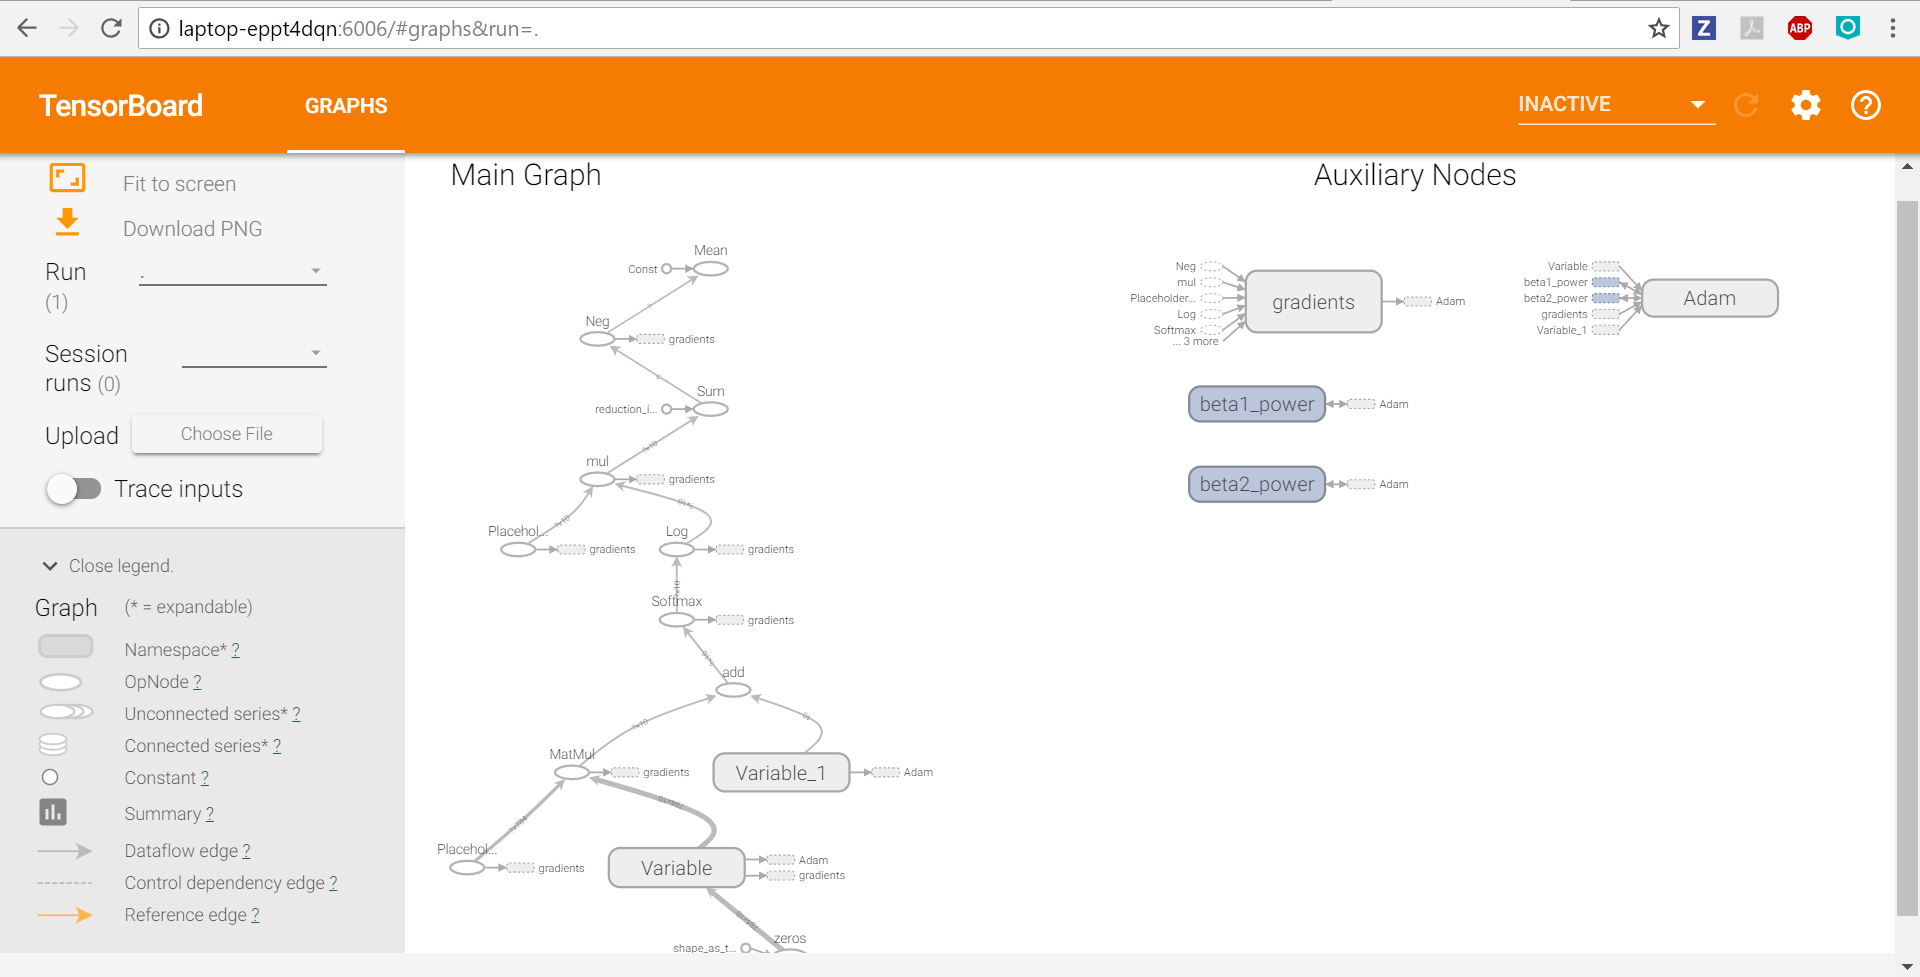 laptop-eppt4dqn:6006/#graphs&run=.
Z
ABP
TensorBoard
GRAPHS
INACTIVE
Fit to screen
Download PNG
Run
(1)
.
Session
runs (0)
Upload
Choose File
Trace inputs
Close legend.
Graph
(* = expandable)
Namespace* ?
OpNode ?
Unconnected series* ?
Connected series* ?
Constant ?
Summary ?
Dataflow edge ?
Control dependency edge ?
Reference edge ?
Main Graph
Mean
Const
Neg
gradients
Sum
reduction_i...
mul
gradients
Placehol...
gradients
Log
gradients
Softmax
gradients
add
MatMul
gradients
Variable_1
Adam
Placehol...
gradients
Variable
Adam
gradients
zeros
shape_as_t...
Auxiliary Nodes
Neg
mul
Placeholder...
Log
Softmax
... 3 more
gradients
Adam
Variable
beta1_power
beta2_power
gradients
Variable_1
Adam
beta1_power
Adam
beta2_power
Adam